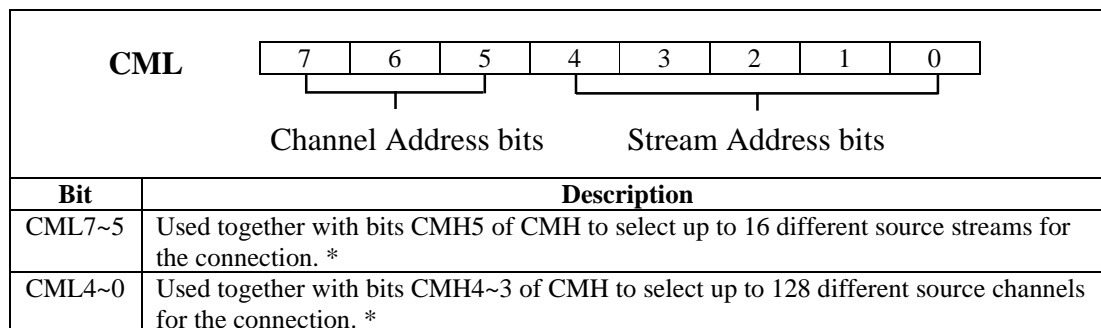 CML 7 6 5 4 3 2 1 0
Channel Address bits Stream Address bits
Bit Description
CML7~5 Used together with bits CMH5 of CMH to select up to 16 different source streams for
the connection. *
CML4~0 Used together with bits CMH4~3 of CMH to select up to 128 different source channels
for the connection. *